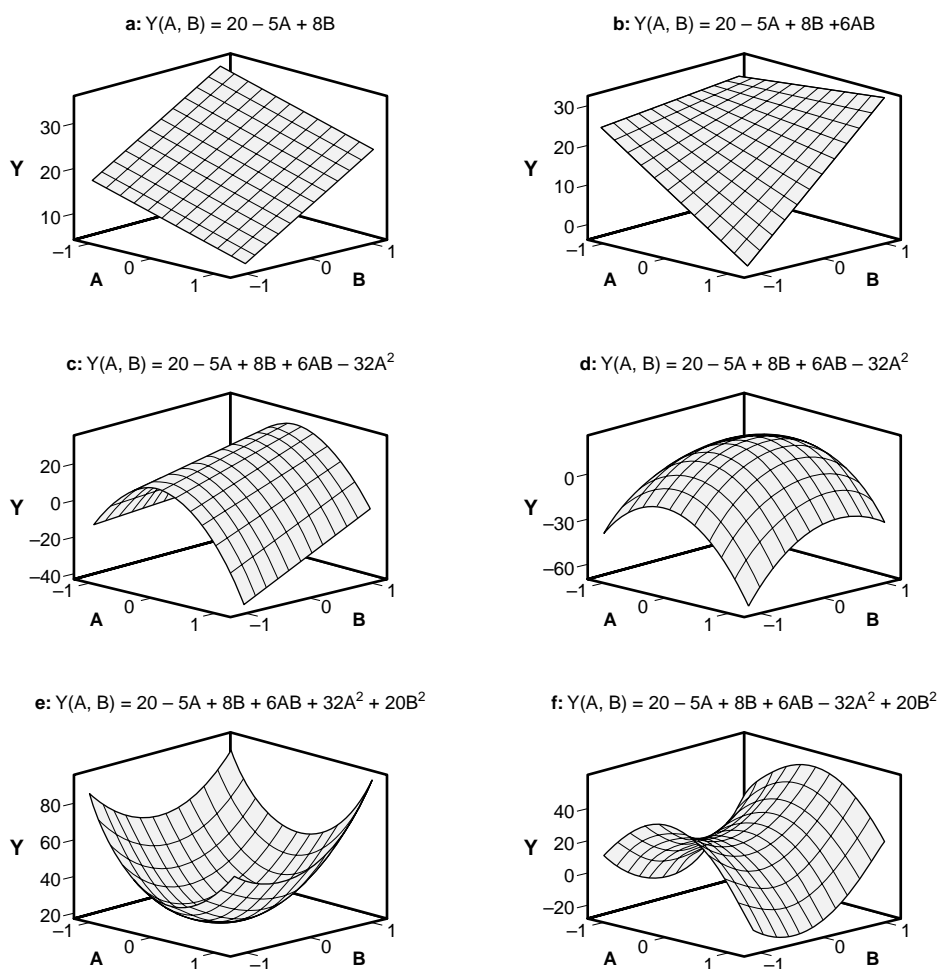 a: Y(A, B) = 20 – 5A + 8B
b: Y(A, B) = 20 – 5A + 8B +6AB
30
20
10
Y
–1
0
1
A
–1
0
1
B
30
20
10
0
Y
–1
0
1
A
–1
0
1
B
c: Y(A, B) = 20 – 5A + 8B + 6AB – 32A²
d: Y(A, B) = 20 – 5A + 8B + 6AB – 32A²
20
0
–20
–40
Y
–1
0
1
A
–1
0
1
B
0
–30
–60
Y
–1
0
1
A
–1
0
1
B
e: Y(A, B) = 20 – 5A + 8B + 6AB + 32A² + 20B²
f: Y(A, B) = 20 – 5A + 8B + 6AB – 32A² + 20B²
80
60
40
20
Y
–1
0
1
A
–1
0
1
B
40
20
0
–20
Y
–1
0
1
A
–1
0
1
B